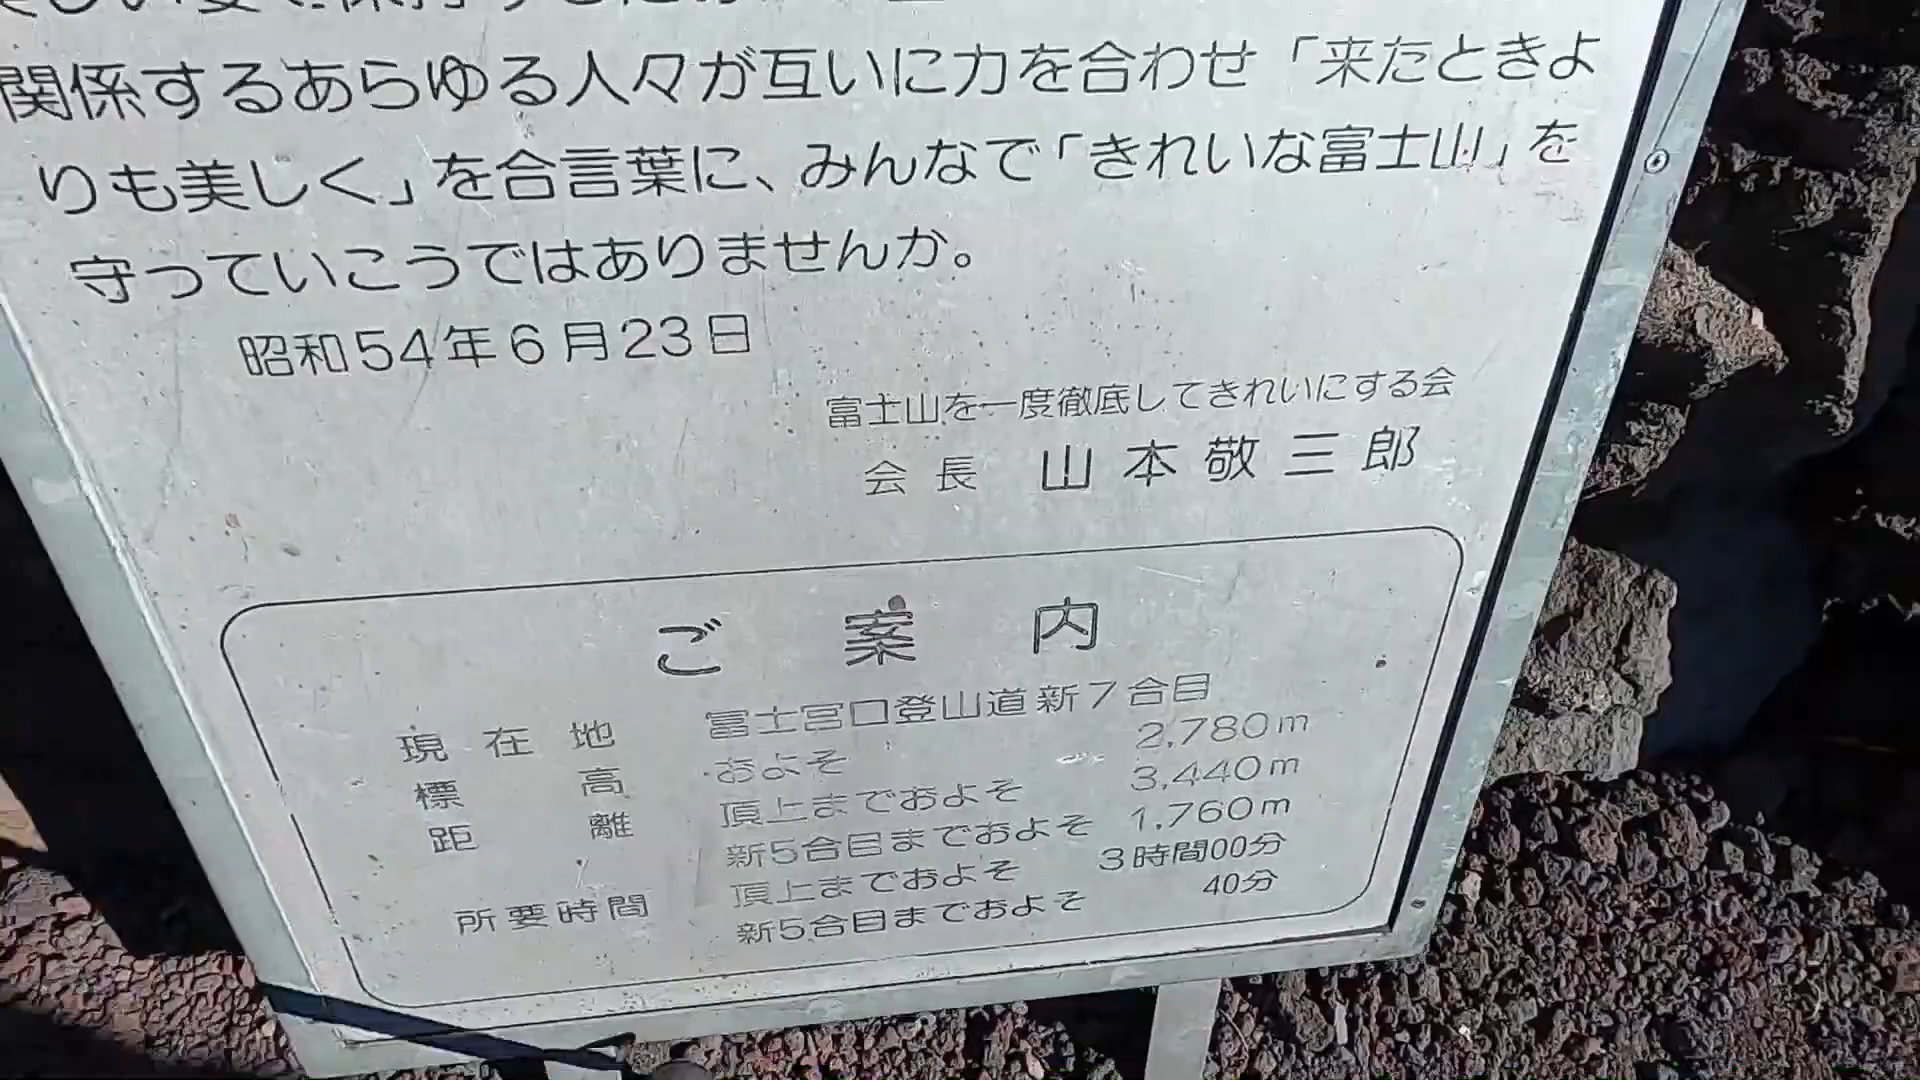 関係するあらゆる人々が互いに力を合わせ「来たときよ
りも美しく」を合言葉に、みんなで「きれいな富士山」を
守っていこうではありませんか。
昭和54年6月23日
富士山を一度徹底してきれいにする会
会長 山本敬三郎
ご案内
現在地 富士宮口登山道新7合目
標高 およそ 2,780m
距離 頂上までおよそ 3,440m
新5合目までおよそ 1,760m
所要時間 頂上までおよそ 3時間00分
新5合目までおよそ 40分